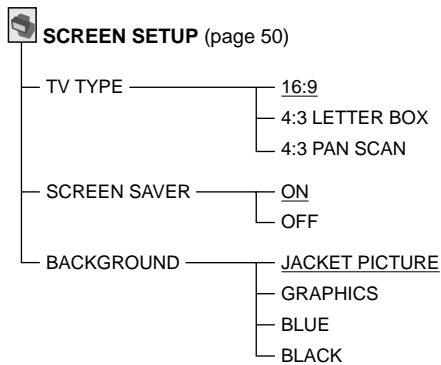 SCREEN SETUP (page 50)
TV TYPE 16:9
4:3 LETTER BOX
4:3 PAN SCAN
SCREEN SAVER ON
OFF
BACKGROUND JACKET PICTURE
GRAPHICS
BLUE
BLACK